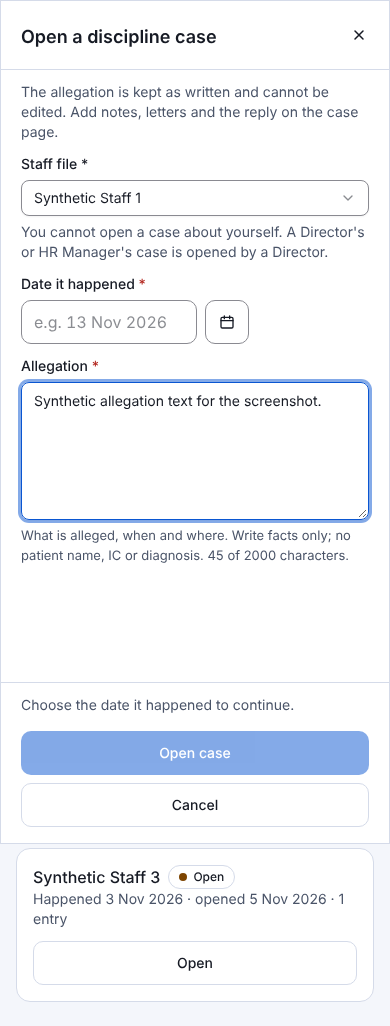 Open a discipline case
The allegation is kept as written and cannot be
edited. Add notes, letters and the reply on the case
page.
Staff file *
Synthetic Staff 1
You cannot open a case about yourself. A Director's
or HR Manager's case is opened by a Director.
Date it happened *
e.g. 13 Nov 2026
Allegation *
Synthetic allegation text for the screenshot.
What is alleged, when and where. Write facts only; no
patient name, IC or diagnosis. 45 of 2000 characters.
Choose the date it happened to continue.
Open case
Cancel
Synthetic Staff 3 Open
Happened 3 Nov 2026 · opened 5 Nov 2026 · 1
entry
Open